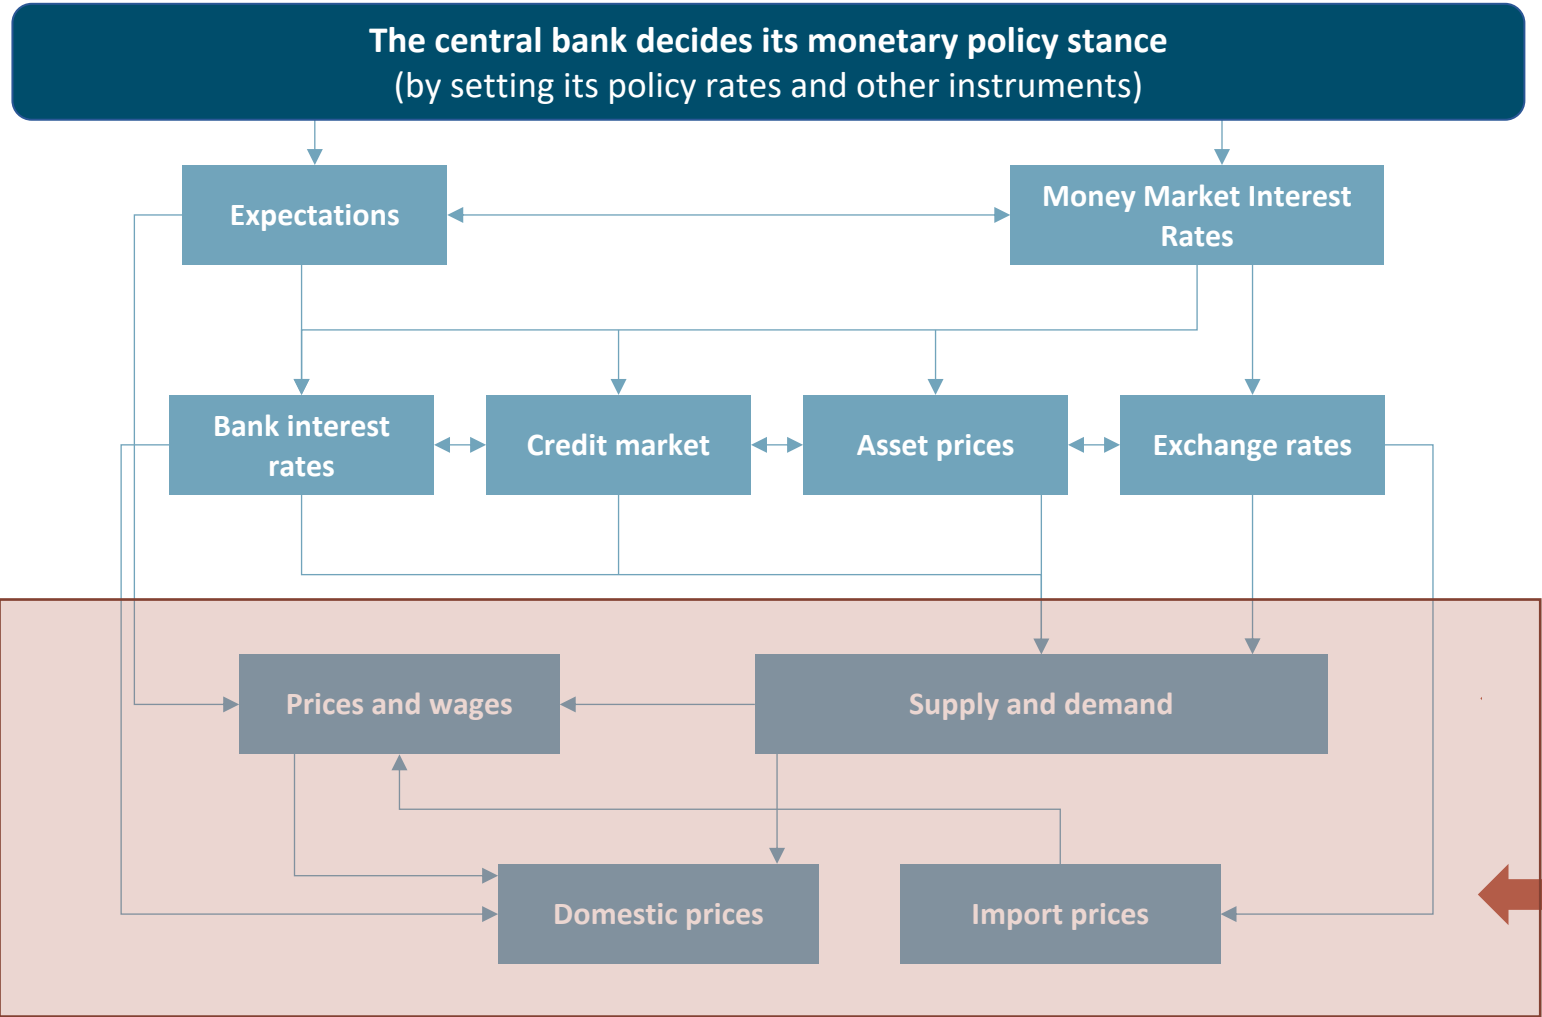 The central bank decides its monetary policy stance
(by setting its policy rates and other instruments)
Expectations
Money Market Interest
Rates
Bank interest
rates
Credit market
Asset prices
Exchange rates
Prices and wages
Supply and demand
Domestic prices
Import prices